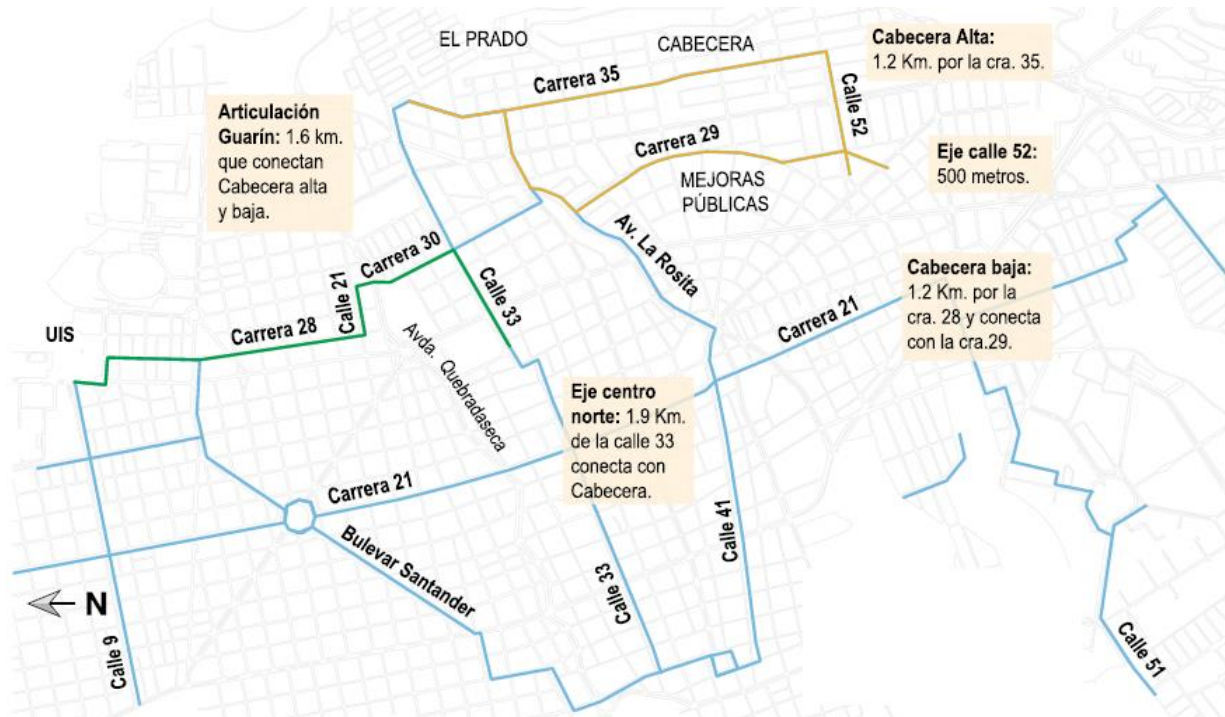 EL PRADO
CABECERA
Cabecera Alta:
1.2 Km. por la cra. 35.
Carrera 35
Calle 52
Articulación
Guarín: 1.6 km.
que conectan
Cabecera alta
y baja.
Carrera 29
Eje calle 52:
500 metros.
MEJORAS
PÚBLICAS
Av. La Rosita
Carrera 30
Calle 21
Calle 33
Cabecera baja:
1.2 Km. por la
cra. 28 y conecta
con la cra.29.
Carrera 21
UIS
Carrera 28
Avda. Quebradaseca
Eje centro
norte: 1.9 Km.
de la calle 33
conecta con
Cabecera.
Carrera 21
Bulevar Santander
Calle 41
Calle 33
N
Calle 9
Calle 51